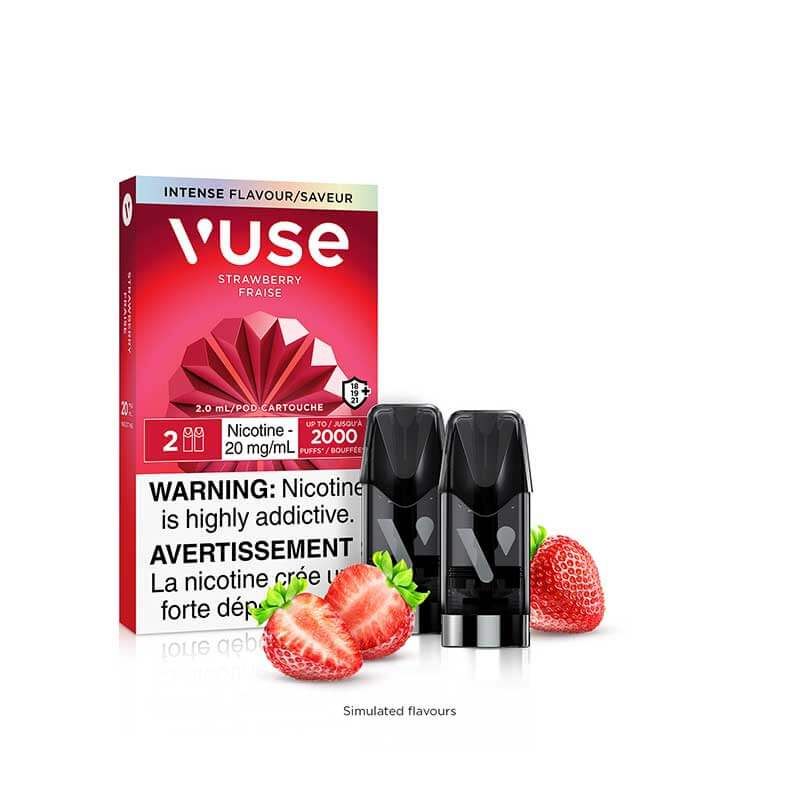 INTENSE FLAVOUR/SAVEUR
VUSE
STRAWBERRY
FRAISE
STRAWBERRY
FRAISE
2.0 mL/POD CARTOUCHE
18
19
21
+
2
Nicotine -
20 mg/mL
UP TO / JUSQU'À
2000
PUFFS* / BOUFFÉES
WARNING: Nicotine
is highly addictive.
AVERTISSEMENT
La nicotine crée
forte
Simulated flavours